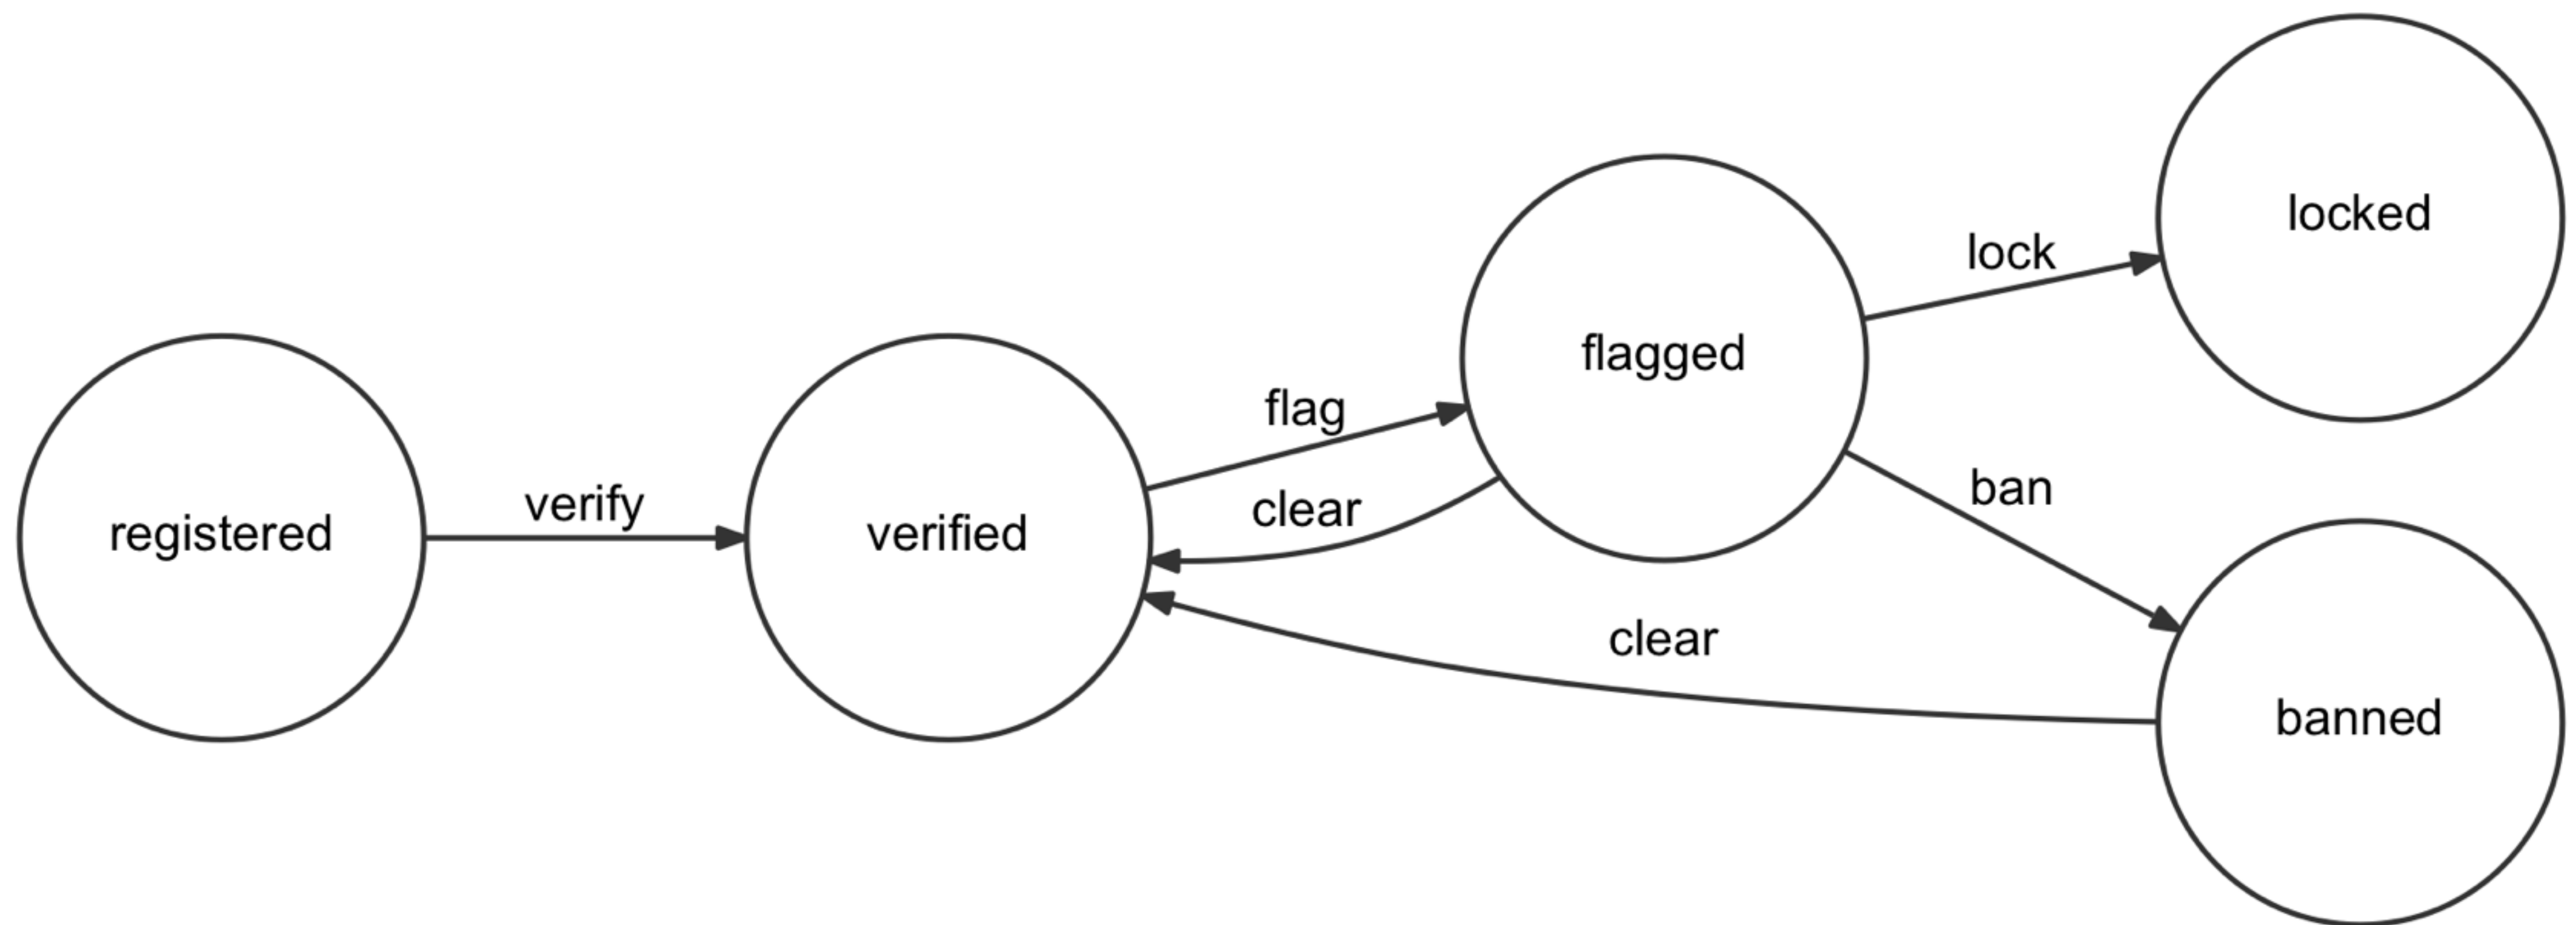 registered
verify
verified
flag
clear
clear
flagged
lock
ban
locked
banned